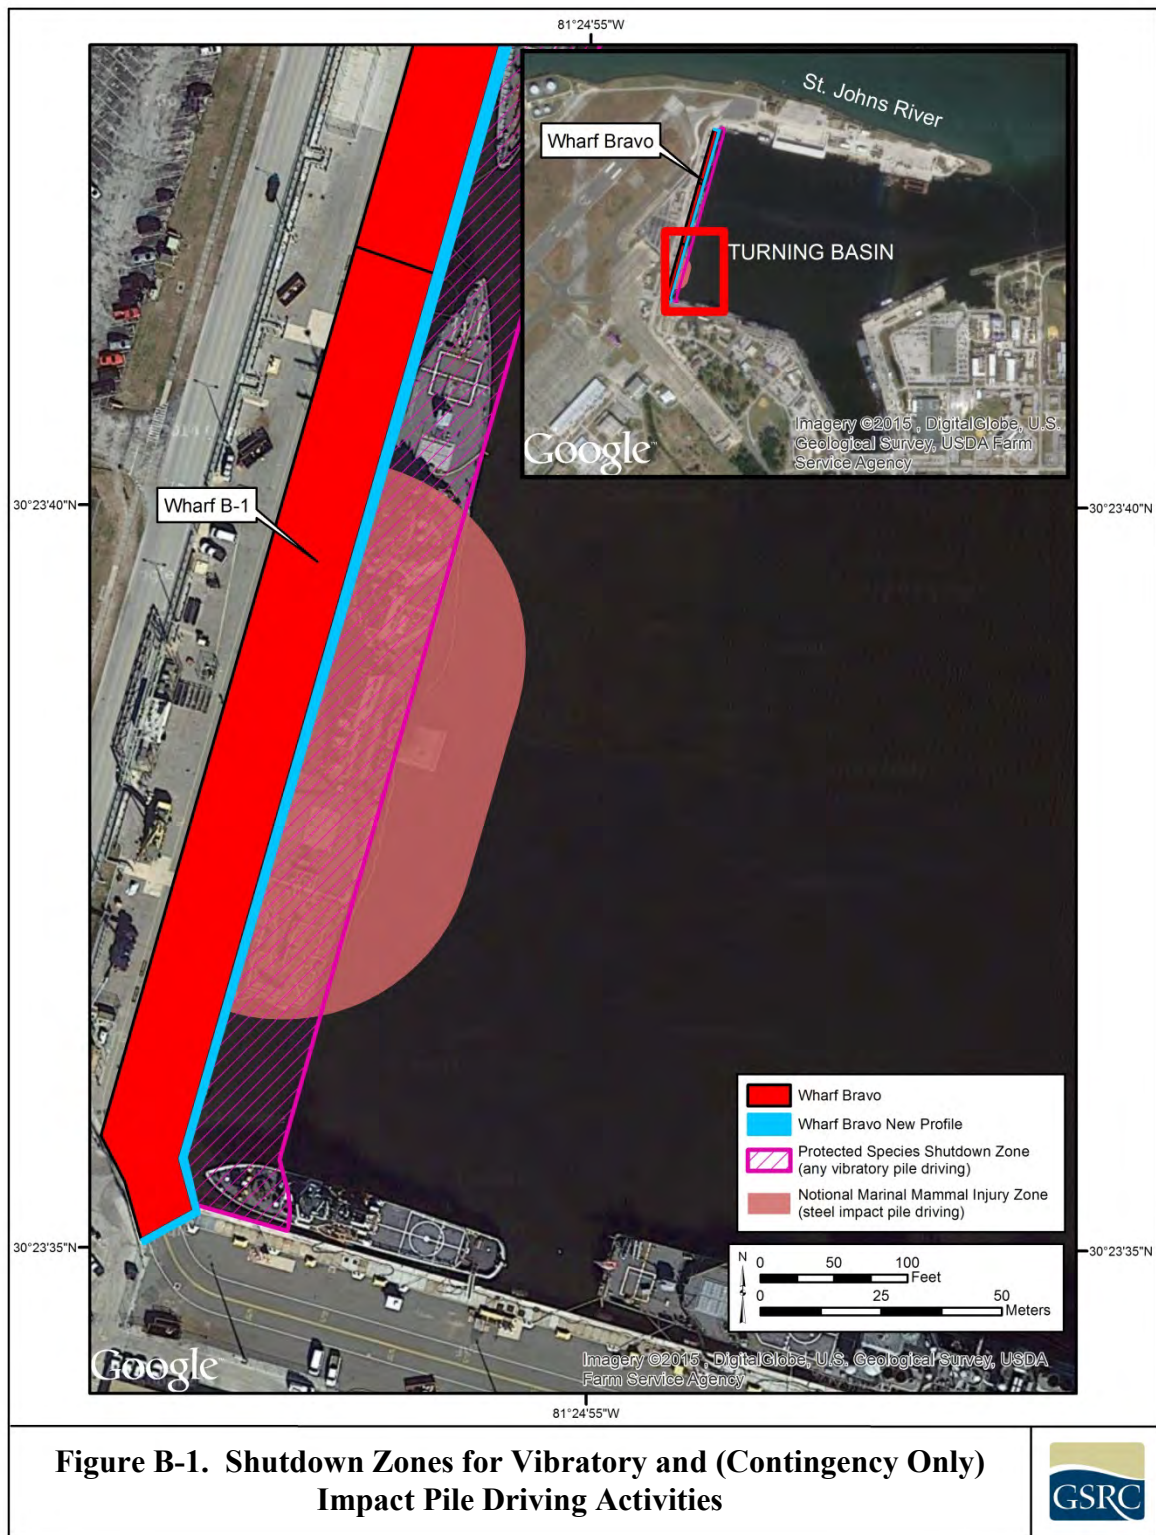 81°24'55"W
St. Johns River
Wharf Bravo
TURNING BASIN
Imagery ©2015 , DigitalGlobe, U.S.
Geological Survey, USDA Farm
Service Agency
Google
30°23'40"N
30°23'40"N
Wharf B-1
Wharf Bravo
Wharf Bravo New Profile
Protected Species Shutdown Zone
(any vibratory pile driving)
Notional Marinal Mammal Injury Zone
(steel impact pile driving)
30°23'35"N
30°23'35"N
N
0 50 100
Feet
0 25 50
Meters
Google
Imagery ©2015 , DigitalGlobe, U.S. Geological Survey, USDA
Farm Service Agency
81°24'55"W
Figure B-1. Shutdown Zones for Vibratory and (Contingency Only)
Impact Pile Driving Activities
GSRC